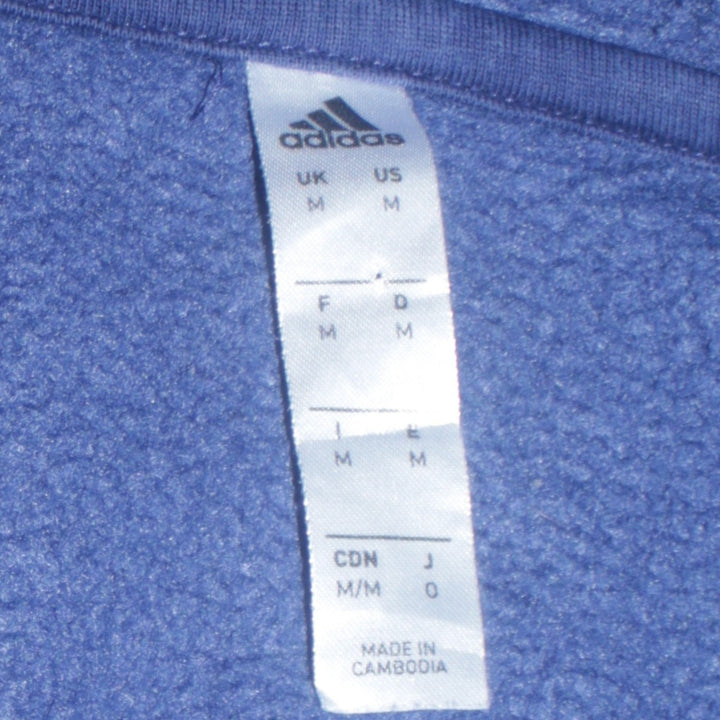 adidas
UK US
M M
F D
M M
I E
M M
CDN J
M/M O
MADE IN
CAMBODIA